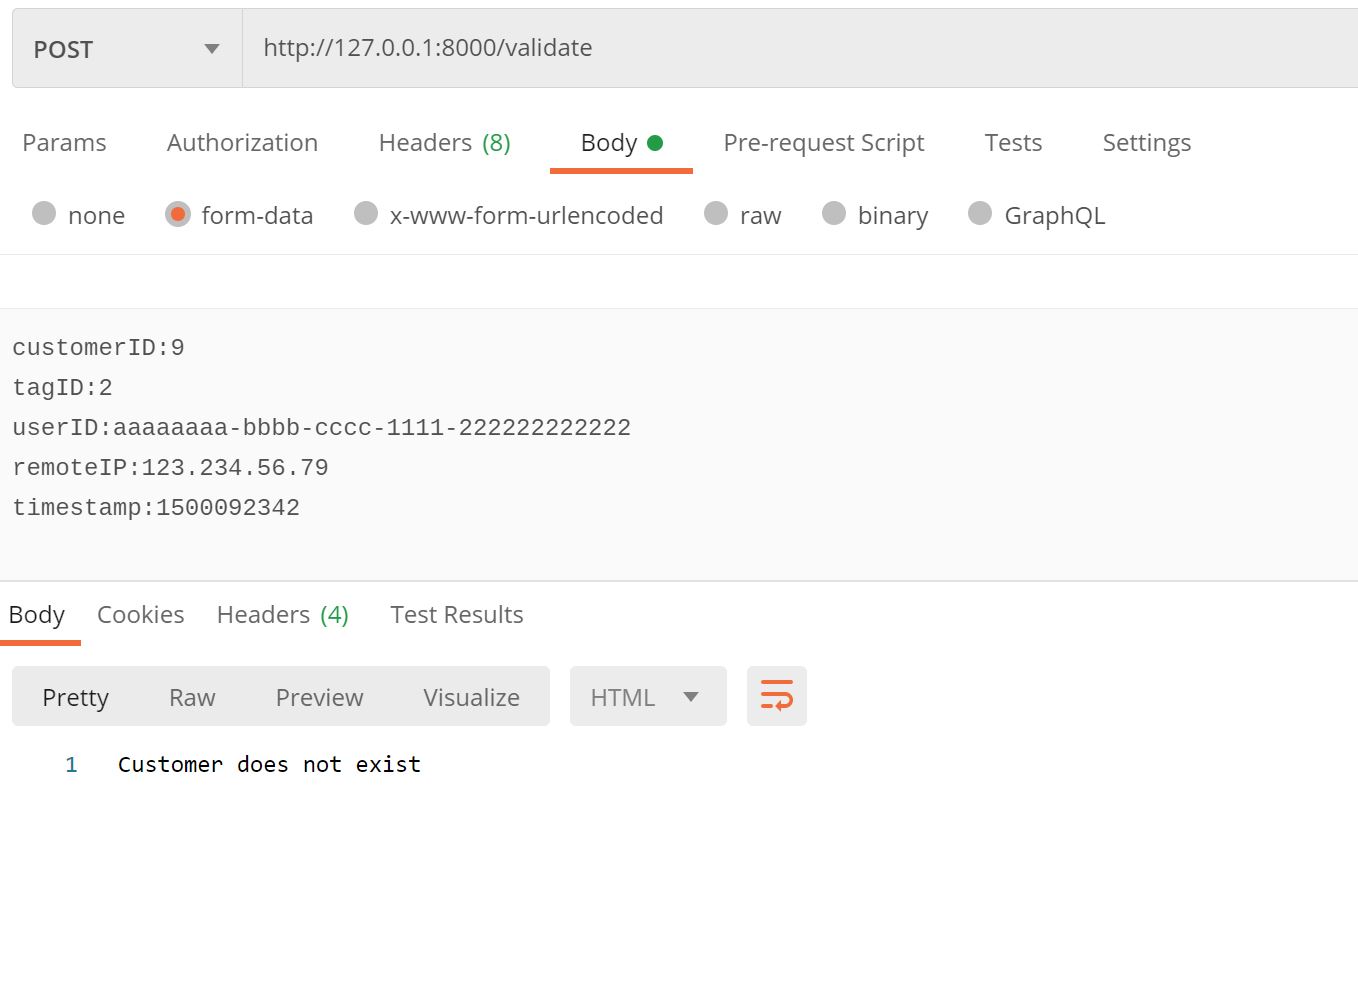 POST http://127.0.0.1:8000/validate
Params Authorization Headers (8) Body Pre-request Script Tests Settings
none form-data x-www-form-urlencoded raw binary GraphQL
customerID:9
tagID:2
userID:aaaaaaaa-bbbb-cccc-1111-222222222222
remoteIP:123.234.56.79
timestamp:1500092342
Body Cookies Headers (4) Test Results
Pretty Raw Preview Visualize HTML
1 Customer does not exist